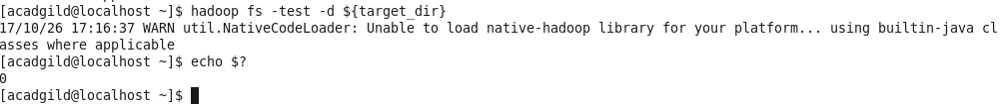 [acadgild@localhost ~]$ hadoop fs -test -d ${target_dir}
17/10/26 17:16:37 WARN util.NativeCodeLoader: Unable to load native-hadoop library for your platform... using builtin-java cl
asses where applicable
[acadgild@localhost ~]$ echo $?
0
[acadgild@localhost ~]$